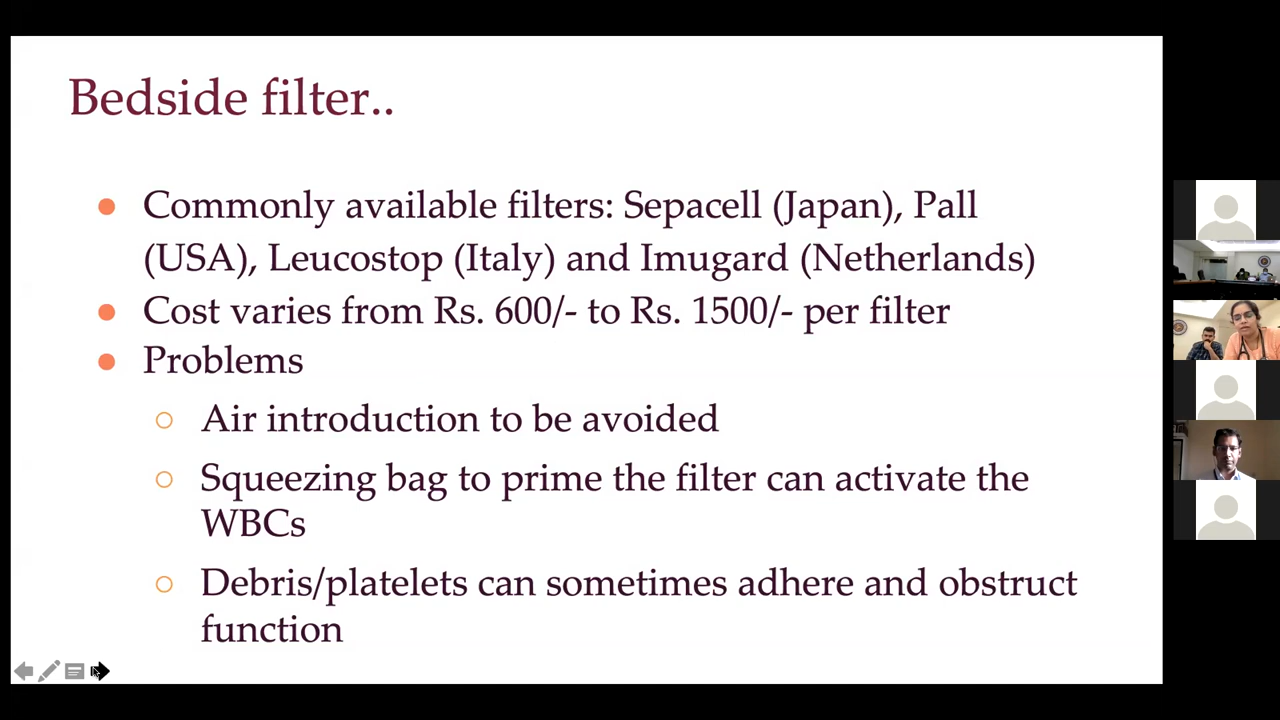 Bedside filter..
Commonly available filters: Sepacell (Japan), Pall
(USA), Leucostop (Italy) and Imugard (Netherlands)
Cost varies from Rs. 600/- to Rs. 1500/- per filter
Problems
Air introduction to be avoided
Squeezing bag to prime the filter can activate the
WBCs
Debris/platelets can sometimes adhere and obstruct
function